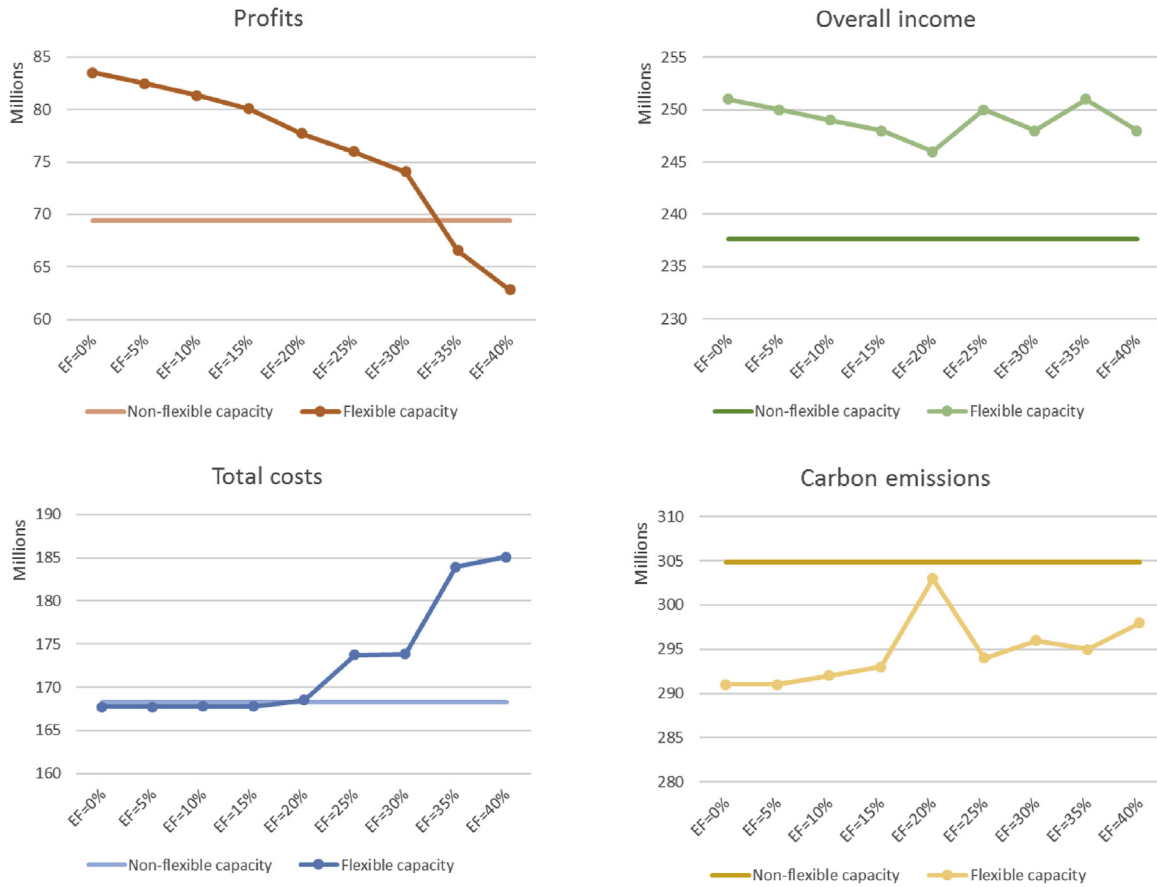 Profits
Millions
85
80
75
70
65
60
EF=0%
EF=5%
EF=10%
EF=15%
EF=20%
EF=25%
EF=30%
EF=35%
EF=40%
Non-flexible capacity
Flexible capacity
Overall income
Millions
255
250
245
240
235
230
EF=0%
EF=5%
EF=10%
EF=15%
EF=20%
EF=25%
EF=30%
EF=35%
EF=40%
Non-flexible capacity
Flexible capacity
Total costs
Millions
190
185
180
175
170
165
160
EF=0%
EF=5%
EF=10%
EF=15%
EF=20%
EF=25%
EF=30%
EF=35%
EF=40%
Non-flexible capacity
Flexible capacity
Carbon emissions
Millions
310
305
300
295
290
285
280
EF=0%
EF=5%
EF=10%
EF=15%
EF=20%
EF=25%
EF=30%
EF=35%
EF=40%
Non-flexible capacity
Flexible capacity